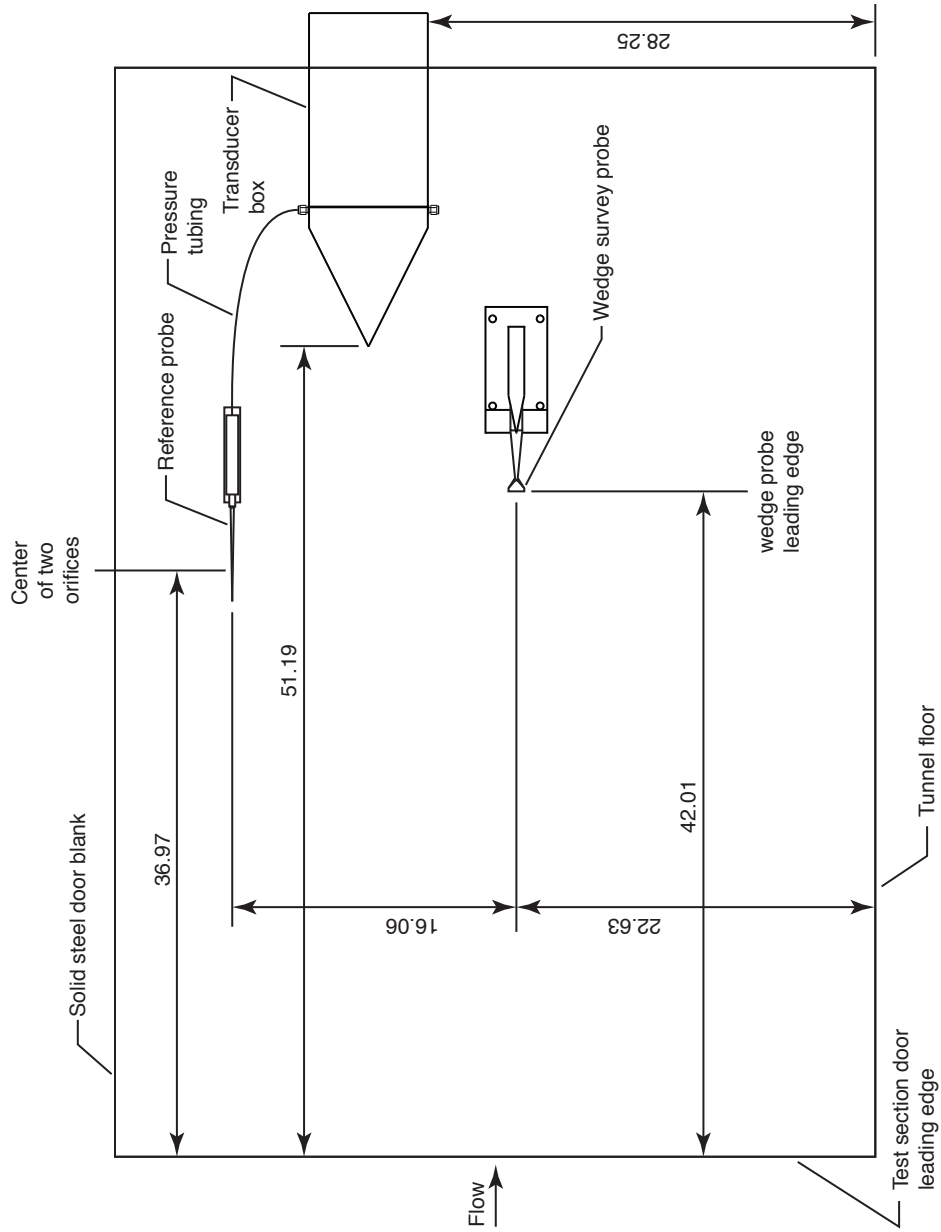 Center
of two
orifices
Reference probe
Pressure
tubing
Transducer
box
28.25
Solid steel door blank
36.97
51.19
16.06
22.63
42.01
Wedge survey probe
wedge probe
leading edge
Flow
Test section door
leading edge
Tunnel floor